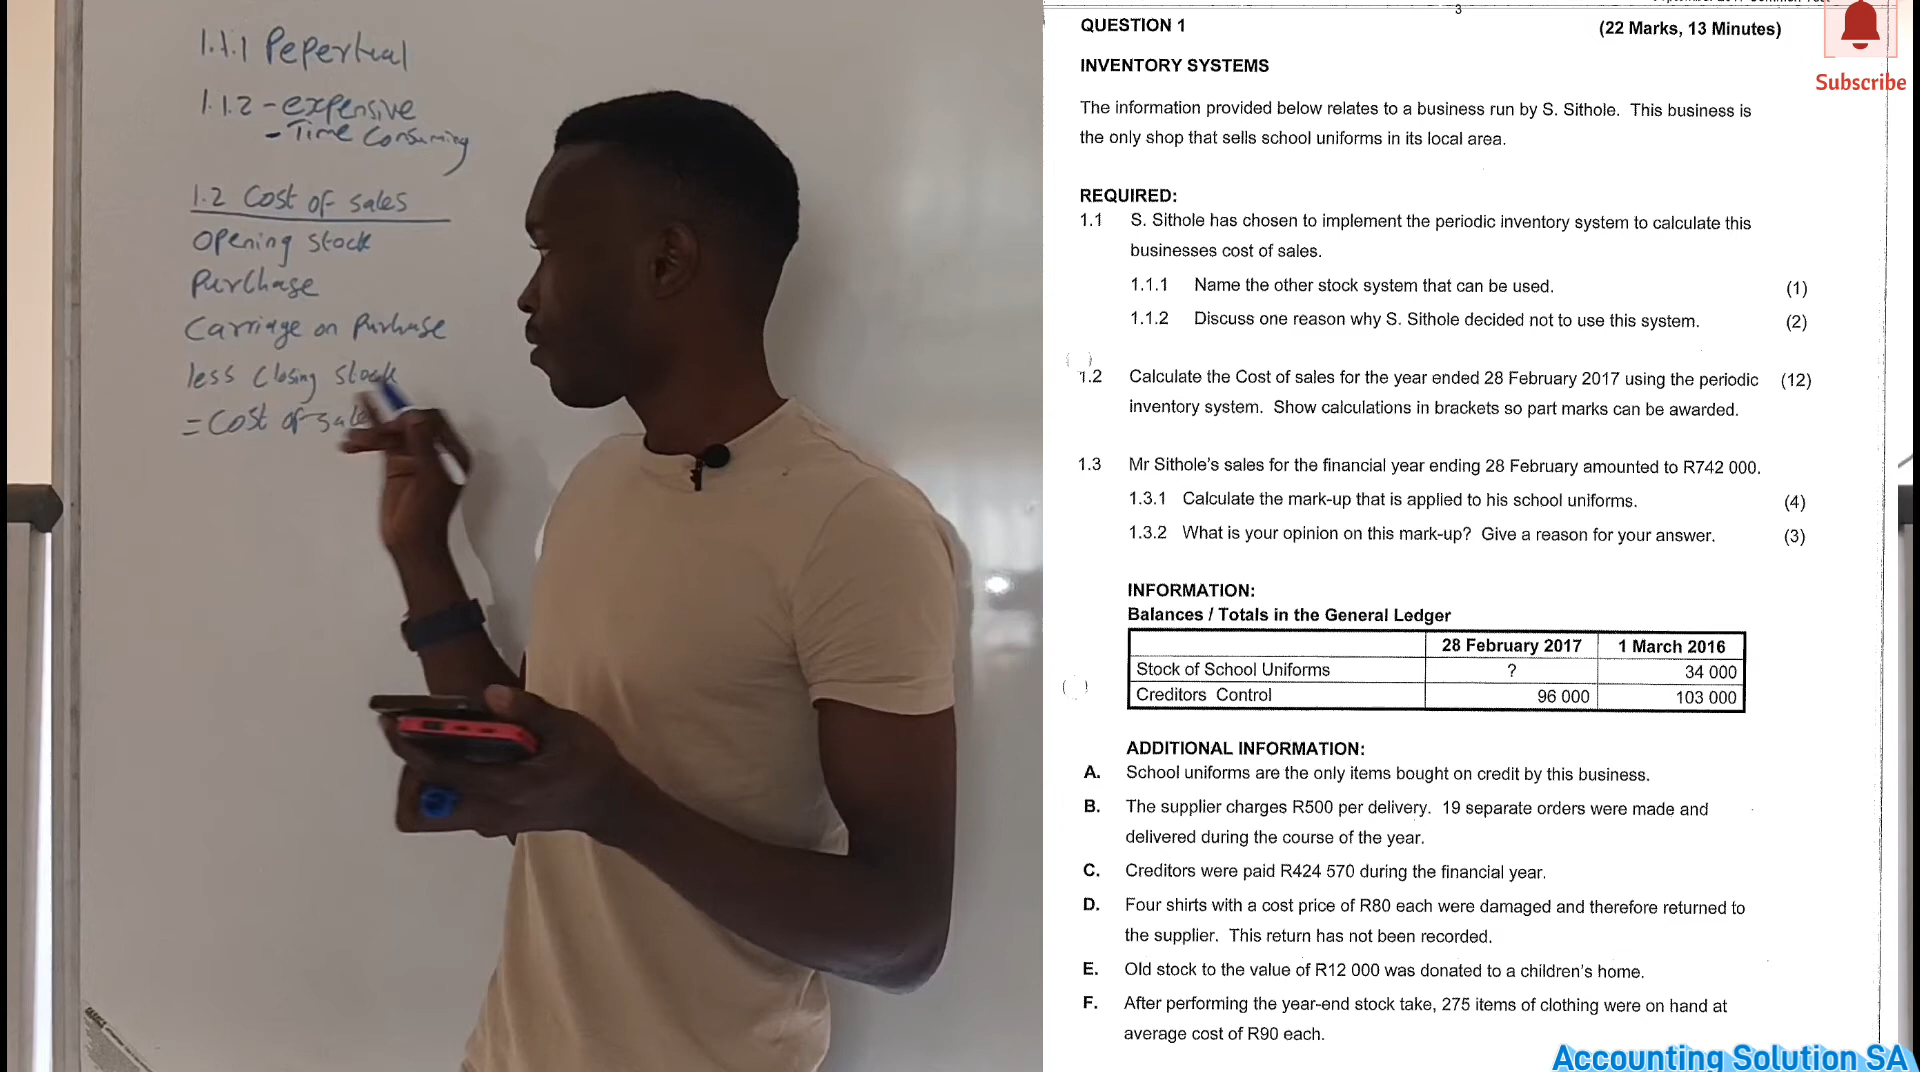 1.1.1 Pepertual
1.1.2 - expensive
- Time Consuming
1.2 Cost of sales
Opening stock
Purchase
Carriage on Purhase
less Closing stock
= Cost of sale
3
QUESTION 1 (22 Marks, 13 Minutes)
Subscribe
INVENTORY SYSTEMS
The information provided below relates to a business run by S. Sithole. This business is
the only shop that sells school uniforms in its local area.
REQUIRED:
1.1 S. Sithole has chosen to implement the periodic inventory system to calculate this
businesses cost of sales.
1.1.1 Name the other stock system that can be used. (1)
1.1.2 Discuss one reason why S. Sithole decided not to use this system. (2)
1.2 Calculate the Cost of sales for the year ended 28 February 2017 using the periodic (12)
inventory system. Show calculations in brackets so part marks can be awarded.
1.3 Mr Sithole's sales for the financial year ending 28 February amounted to R742 000.
1.3.1 Calculate the mark-up that is applied to his school uniforms. (4)
1.3.2 What is your opinion on this mark-up? Give a reason for your answer. (3)
INFORMATION:
Balances / Totals in the General Ledger
28 February 2017 1 March 2016
Stock of School Uniforms ? 34 000
Creditors Control 96 000 103 000
ADDITIONAL INFORMATION:
A. School uniforms are the only items bought on credit by this business.
B. The supplier charges R500 per delivery. 19 separate orders were made and
delivered during the course of the year.
C. Creditors were paid R424 570 during the financial year.
D. Four shirts with a cost price of R80 each were damaged and therefore returned to
the supplier. This return has not been recorded.
E. Old stock to the value of R12 000 was donated to a children's home.
F. After performing the year-end stock take, 275 items of clothing were on hand at
average cost of R90 each.
Accounting Solution SA